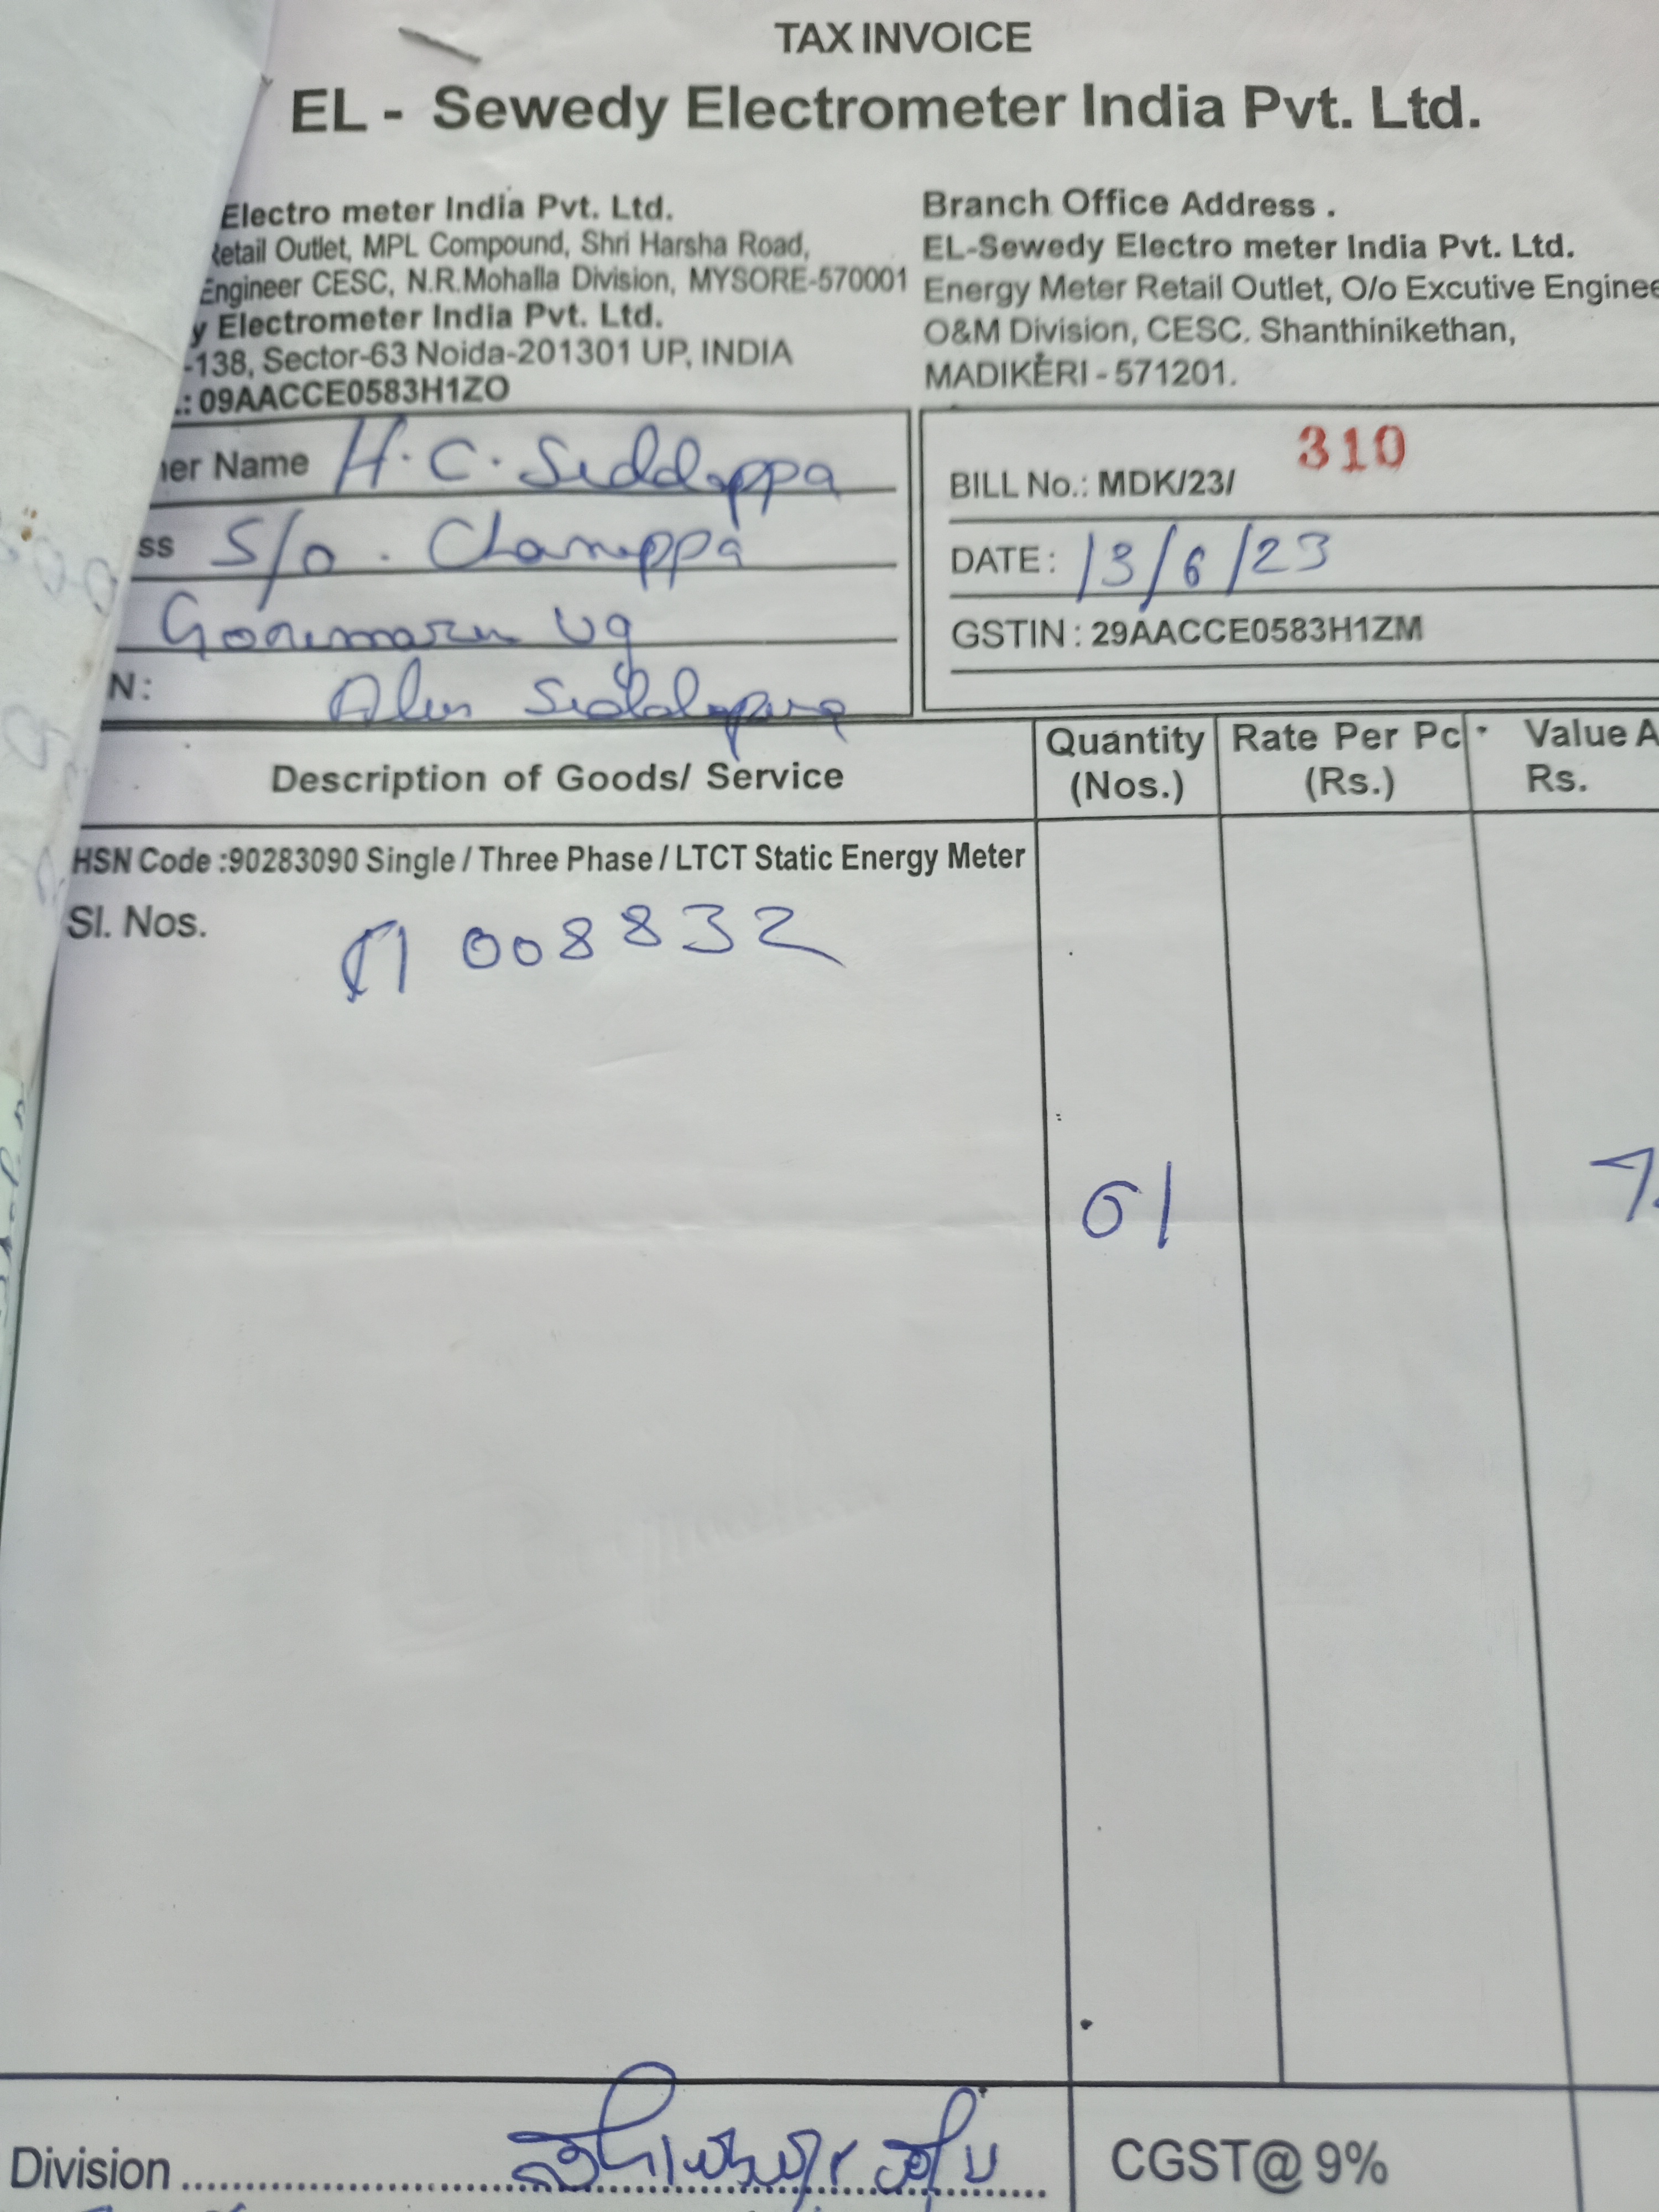 TAX INVOICE
EL - Sewedy Electrometer India Pvt. Ltd.
Electro meter India Pvt. Ltd.
Retail Outlet, MPL Compound, Shri Harsha Road,
Engineer CESC, N.R.Mohalla Division, MYSORE-570001
y Electrometer India Pvt. Ltd.
-138, Sector-63 Noida-201301 UP, INDIA
.: 09AACCE0583H1ZO
Branch Office Address .
EL-Sewedy Electro meter India Pvt. Ltd.
Energy Meter Retail Outlet, O/o Excutive Enginee
O&M Division, CESC. Shanthinikethan,
MADIKERI - 571201.
er Name H.C. Siddappa
ss S/o. Channppa
N: Alur Siddapura
BILL No.: MDK/23/ 310
DATE : 13/6/23
GSTIN : 29AACCE0583H1ZM
Description of Goods/ Service
Quantity (Nos.)
Rate Per Pc (Rs.)
Value A
Rs.
HSN Code :90283090 Single / Three Phase / LTCT Static Energy Meter
Sl. Nos. 008832
01
Division
CGST@ 9%